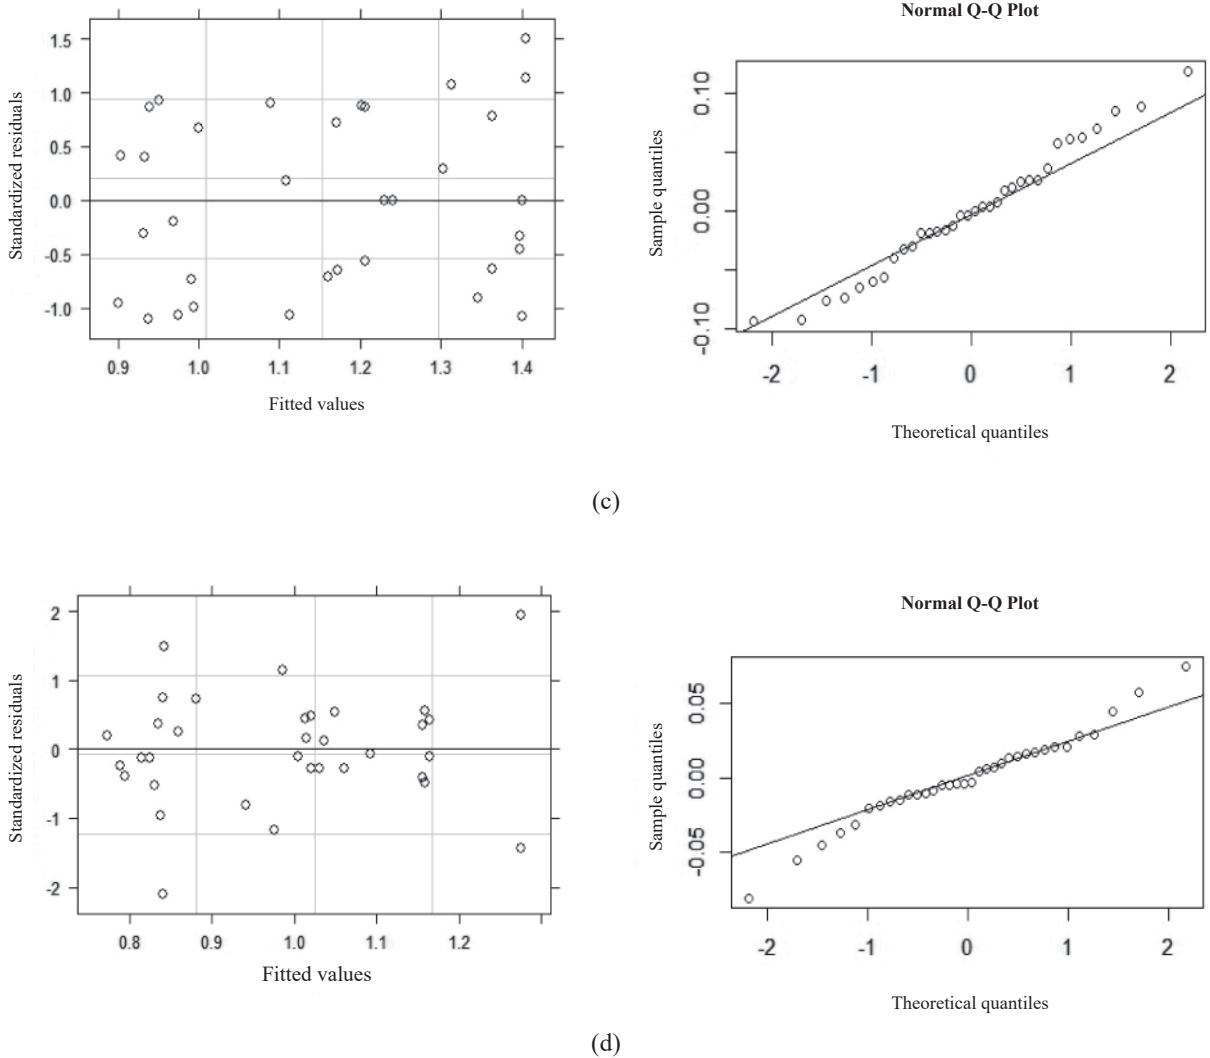 Normal Q-Q Plot
Standardized residuals
1.5
1.0
0.5
0.0
-0.5
-1.0
0.9 1.0 1.1 1.2 1.3 1.4
Fitted values
Sample quantiles
0.10
0.00
-0.10
-2 -1 0 1 2
Theoretical quantiles
(c)
Normal Q-Q Plot
Standardized residuals
2
1
0
-1
-2
0.8 0.9 1.0 1.1 1.2
Fitted values
Sample quantiles
0.05
0.00
-0.05
-2 -1 0 1 2
Theoretical quantiles
(d)